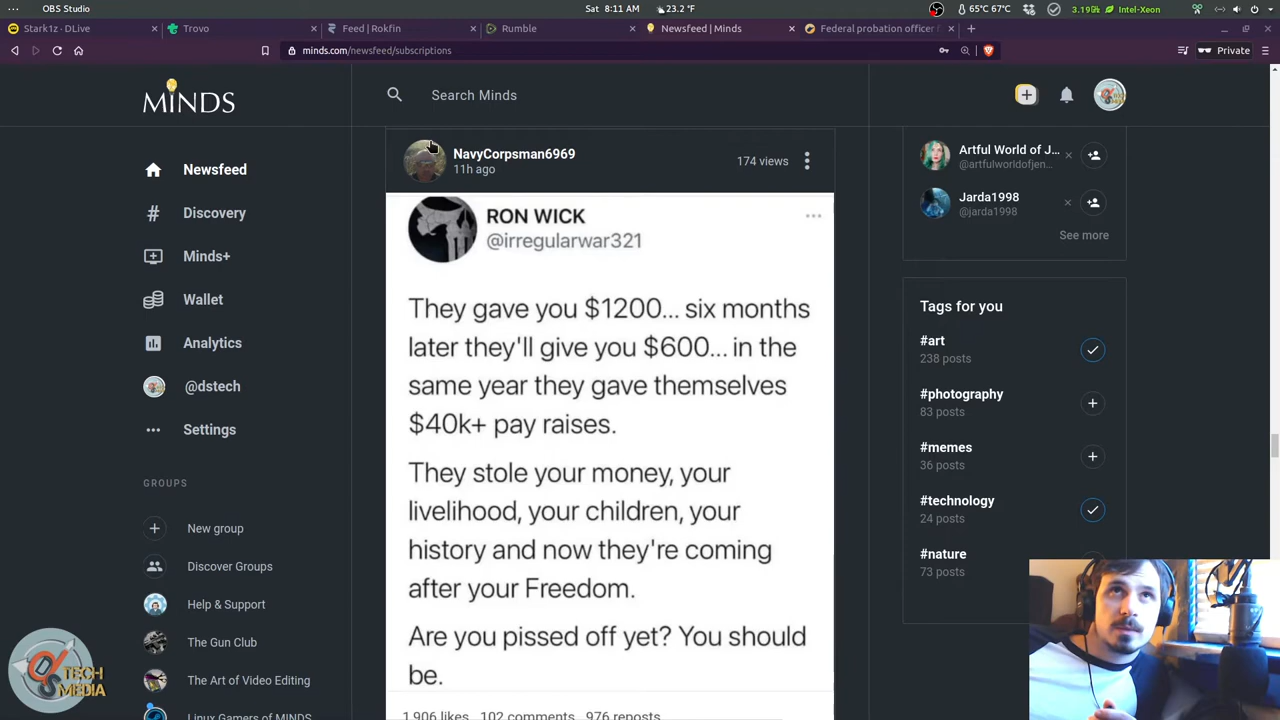 OBS Studio
Sat 8:11 AM
23.2 °F
65°C 67°C
3.19%
Intel-Xeon
Stark1z - DLive
Trovo
Feed | Rokfin
Rumble
Newsfeed | Minds
Federal probation officer F
minds.com/newsfeed/subscriptions
Private
MINDS
Search Minds
Newsfeed
Discovery
Minds+
Wallet
Analytics
@dstech
Settings
GROUPS
New group
Discover Groups
Help & Support
The Gun Club
The Art of Video Editing
Linux Gamers of MINDS
NavyCorpsman6969
11h ago
174 views
RON WICK
@irregularwar321
They gave you $1200... six months
later they'll give you $600... in the
same year they gave themselves
$40k+ pay raises.
They stole your money, your
livelihood, your children, your
history and now they're coming
after your Freedom.
Are you pissed off yet? You should
be.
1,906 likes 102 comments 976 reposts
Artful World of J...
@artfulworldofjen...
Jarda1998
@jarda1998
See more
Tags for you
#art
238 posts
#photography
83 posts
#memes
36 posts
#technology
24 posts
#nature
73 posts
TECH
MEDIA